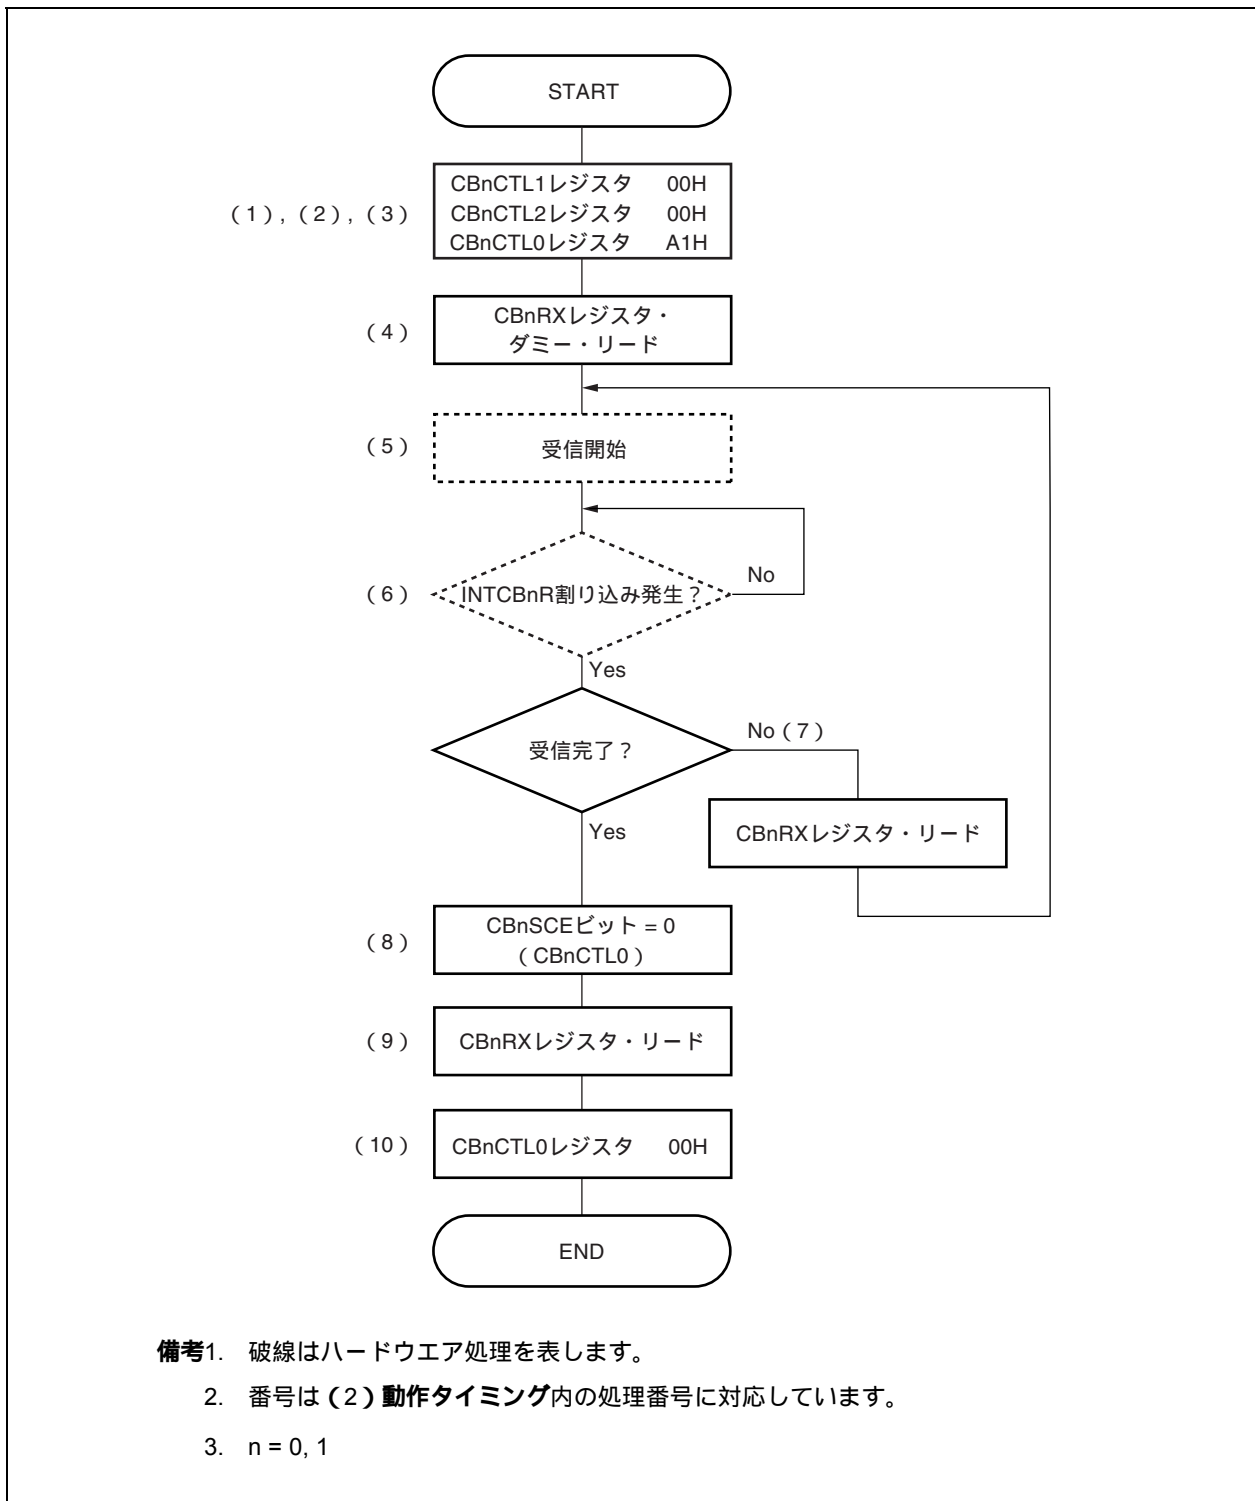 START
(1),(2),(3)
CBnCTL1レジスタ 00H
CBnCTL2レジスタ 00H
CBnCTL0レジスタ A1H
(4)
CBnRXレジスタ・
ダミー・リード
(5)
受信開始
(6)
INTCBnR割り込み発生？
No
Yes
受信完了？
No(7)
Yes
CBnRXレジスタ・リード
(8)
CBnSCEビット = 0
(CBnCTL0)
(9)
CBnRXレジスタ・リード
(10)
CBnCTL0レジスタ 00H
END
備考1. 破線はハードウエア処理を表します。
2. 番号は(2)動作タイミング内の処理番号に対応しています。
3. n = 0, 1